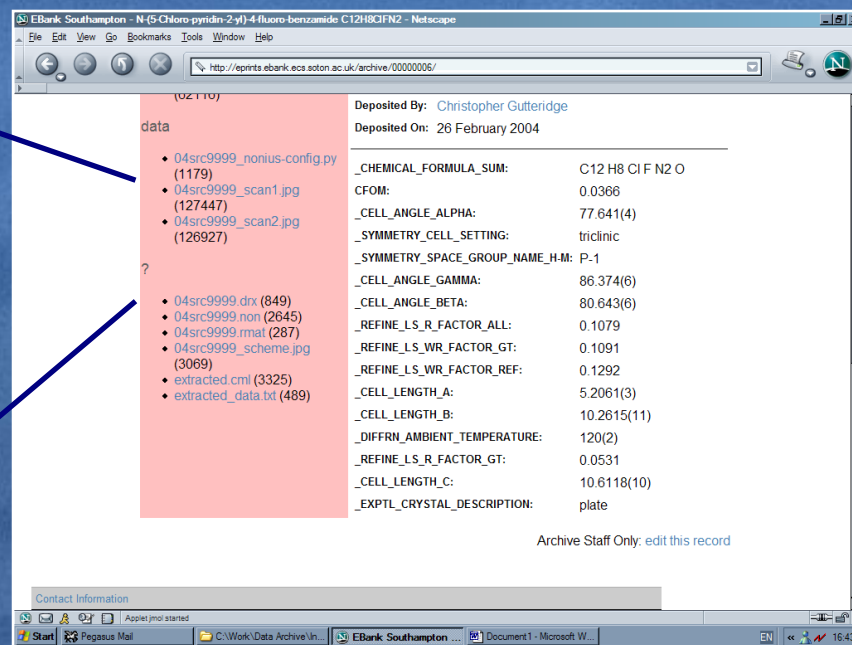 EBank Southampton - N-(5-Chloro-pyridin-2-yl)-4-fluoro-benzamide C12H8ClFN2 - Netscape
File Edit View Go Bookmarks Tools Window Help
http://eprints.ebank.ecs.soton.ac.uk/archive/00000006/
N
(62116)
data
04src9999_nonius-config.py
(1179)
04src9999_scan1.jpg
(127447)
04src9999_scan2.jpg
(126927)
?
04src9999.drx (849)
04src9999.non (2645)
04src9999.rmat (287)
04src9999_scheme.jpg
(3069)
extracted.cml (3325)
extracted_data.txt (489)
Deposited By: Christopher Gutteridge
Deposited On: 26 February 2004
_CHEMICAL_FORMULA_SUM: C12 H8 Cl F N2 O
CFOM: 0.0366
_CELL_ANGLE_ALPHA: 77.641(4)
_SYMMETRY_CELL_SETTING: triclinic
_SYMMETRY_SPACE_GROUP_NAME_H-M: P-1
_CELL_ANGLE_GAMMA: 86.374(6)
_CELL_ANGLE_BETA: 80.643(6)
_REFINE_LS_R_FACTOR_ALL: 0.1079
_REFINE_LS_WR_FACTOR_GT: 0.1091
_REFINE_LS_WR_FACTOR_REF: 0.1292
_CELL_LENGTH_A: 5.2061(3)
_CELL_LENGTH_B: 10.2615(11)
_DIFFRN_AMBIENT_TEMPERATURE: 120(2)
_REFINE_LS_R_FACTOR_GT: 0.0531
_CELL_LENGTH_C: 10.6118(10)
_EXPTL_CRYSTAL_DESCRIPTION: plate
Archive Staff Only: edit this record
Contact Information
Applet jmol started
Start Pegasus Mail C:\Work\Data Archive\In... EBank Southampton ... Document1 - Microsoft W... EN « 16:43